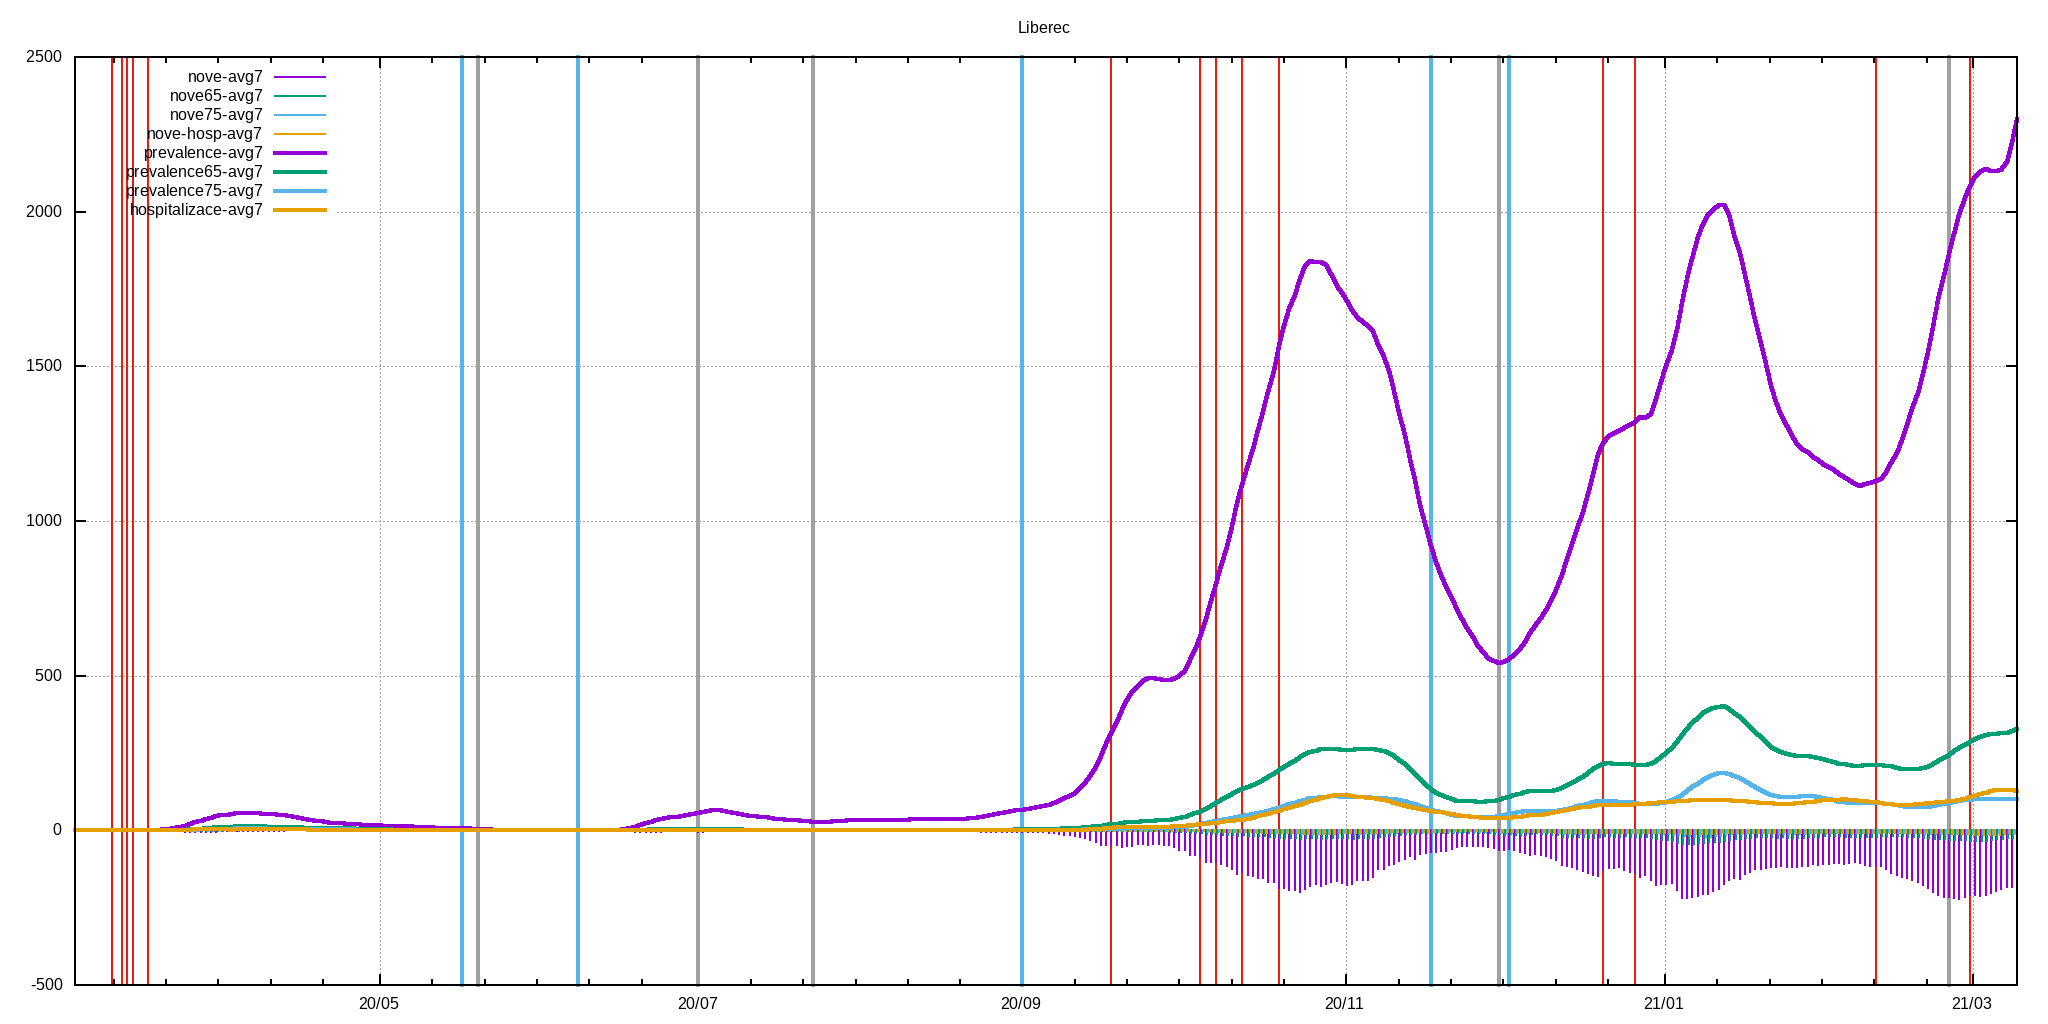 Liberec
2500
nove-avg7
nove65-avg7
nove75-avg7
nove-hosp-avg7
prevalence-avg7
prevalence65-avg7
prevalence75-avg7
hospitalizace-avg7
2000
1500
1000
500
0
-500
20/05 20/07 20/09 20/11 21/01 21/03